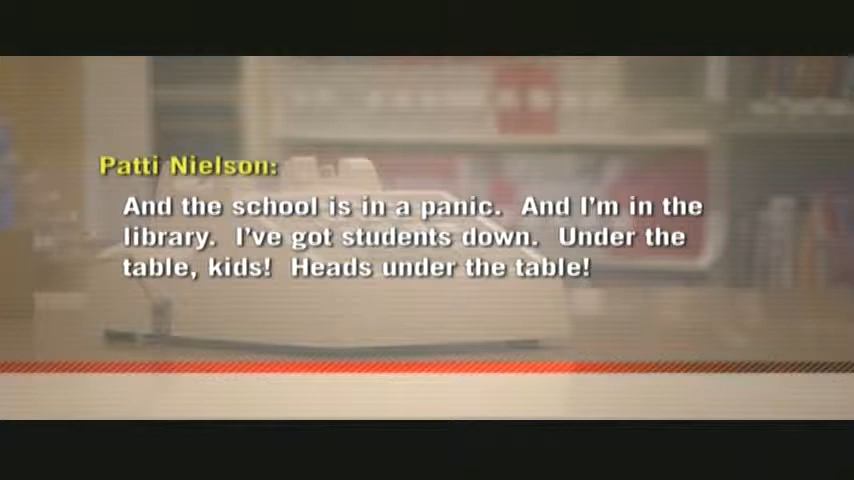 Patti Nielson:
And the school is in a panic. And I'm in the
library. I've got students down. Under the
table, kids! Heads under the table!